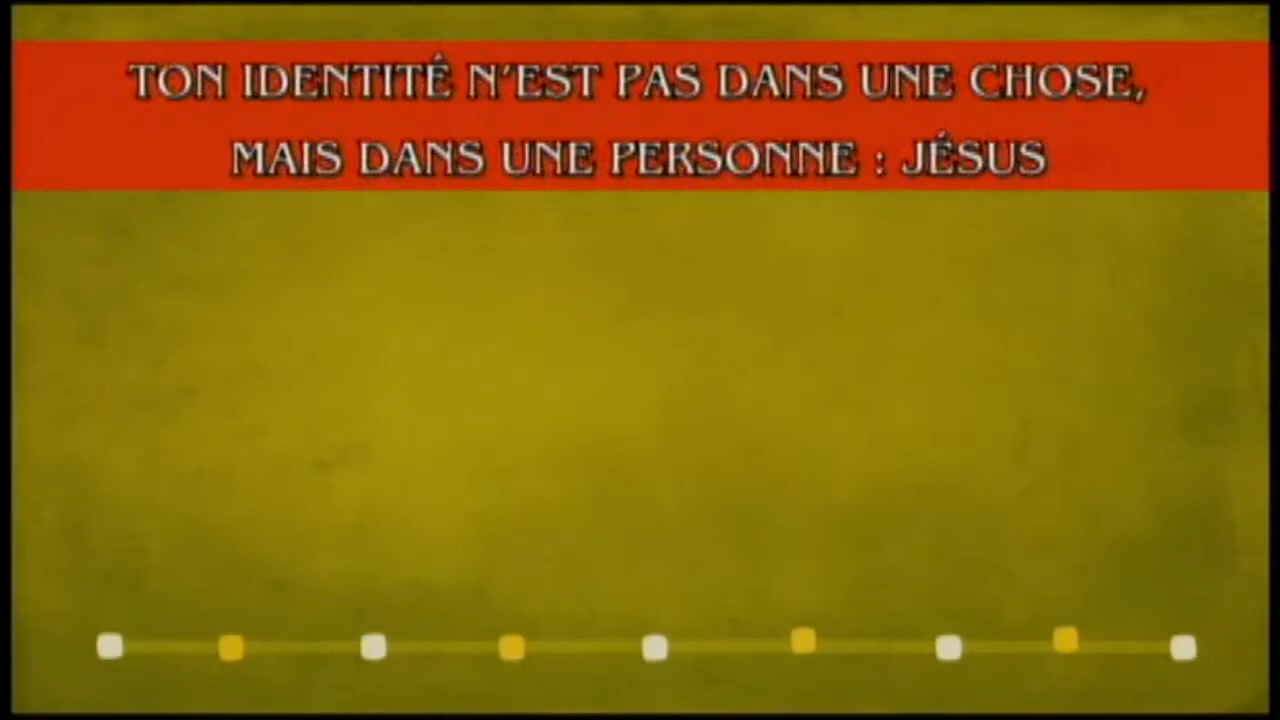 TON IDENTITÉ N'EST PAS DANS UNE CHOSE,
MAIS DANS UNE PERSONNE : JÉSUS